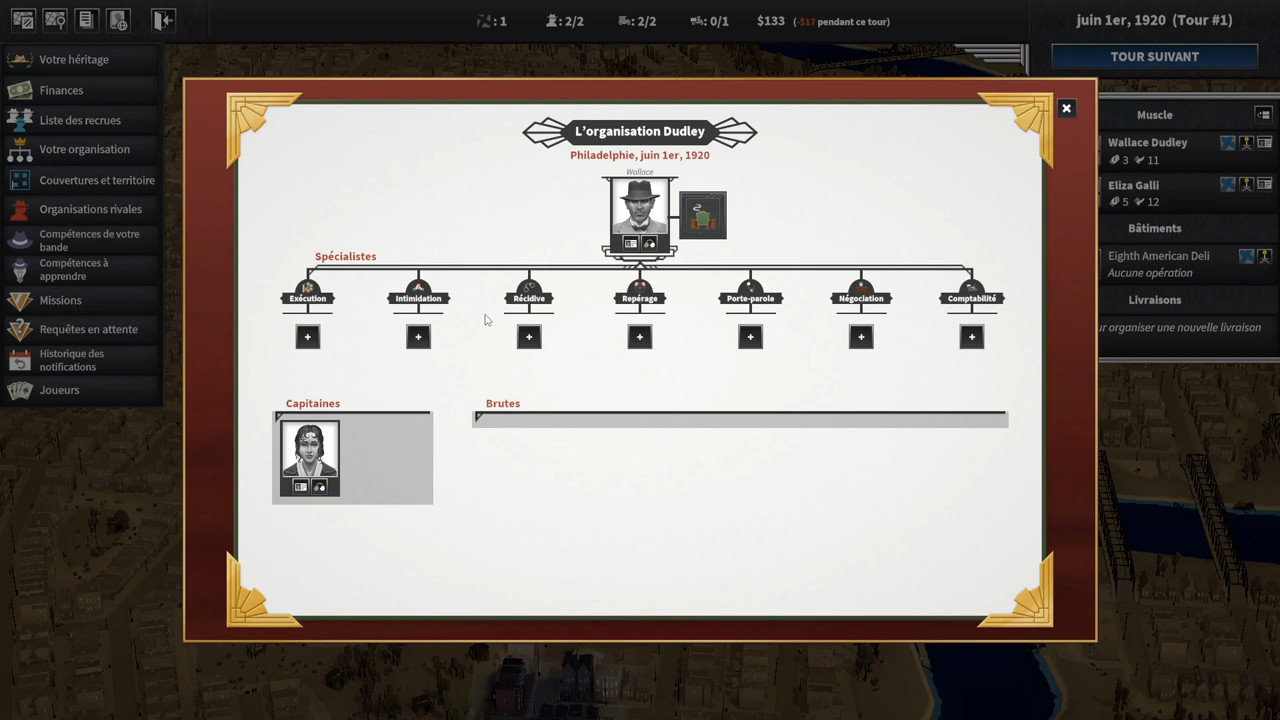 : 1
: 2/2
: 2/2
: 0/1
$133 (-$17 pendant ce tour)
juin 1er, 1920 (Tour #1)
TOUR SUIVANT
Votre héritage
Finances
Liste des recrues
Votre organisation
Couvertures et territoire
Organisations rivales
Compétences de votre
bande
Compétences à
apprendre
Missions
Requêtes en attente
Historique des
notifications
Joueurs
L'organisation Dudley
Philadelphie, juin 1er, 1920
Wallace
Spécialistes
Exécution
Intimidation
Récidive
Repérage
Porte-parole
Négociation
Comptabilité
+
+
+
+
+
+
+
Capitaines
Brutes
Muscle
Wallace Dudley
3 11
Eliza Galli
5 12
Bâtiments
Eighth American Deli
Aucune opération
Livraisons
ur organiser une nouvelle livraison